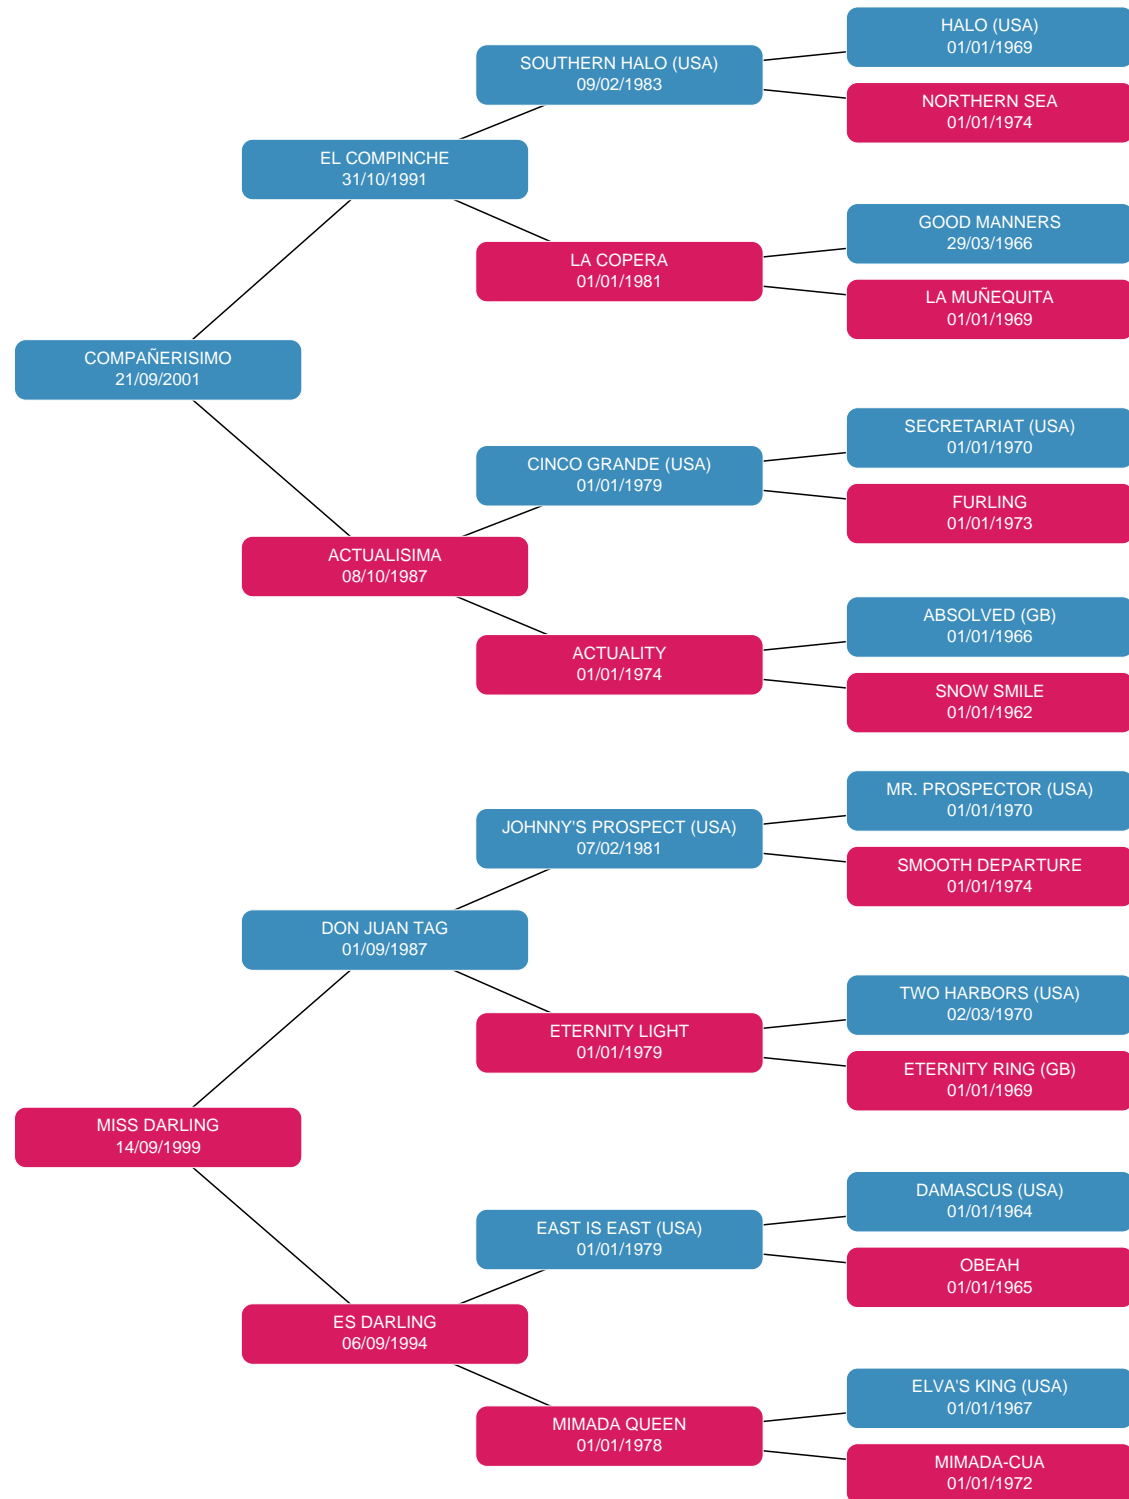 HALO (USA)
01/01/1969
SOUTHERN HALO (USA)
09/02/1983
NORTHERN SEA
01/01/1974
EL COMPINCHE
31/10/1991
GOOD MANNERS
29/03/1966
LA COPERA
01/01/1981
LA MUÑEQUITA
01/01/1969
COMPAÑERISIMO
21/09/2001
SECRETARIAT (USA)
01/01/1970
CINCO GRANDE (USA)
01/01/1979
FURLING
01/01/1973
ACTUALISIMA
08/10/1987
ABSOLVED (GB)
01/01/1966
ACTUALITY
01/01/1974
SNOW SMILE
01/01/1962
MR. PROSPECTOR (USA)
01/01/1970
JOHNNY'S PROSPECT (USA)
07/02/1981
SMOOTH DEPARTURE
01/01/1974
DON JUAN TAG
01/09/1987
TWO HARBORS (USA)
02/03/1970
ETERNITY LIGHT
01/01/1979
ETERNITY RING (GB)
01/01/1969
MISS DARLING
14/09/1999
DAMASCUS (USA)
01/01/1964
EAST IS EAST (USA)
01/01/1979
OBEAH
01/01/1965
ES DARLING
06/09/1994
ELVA'S KING (USA)
01/01/1967
MIMADA QUEEN
01/01/1978
MIMADA-CUA
01/01/1972